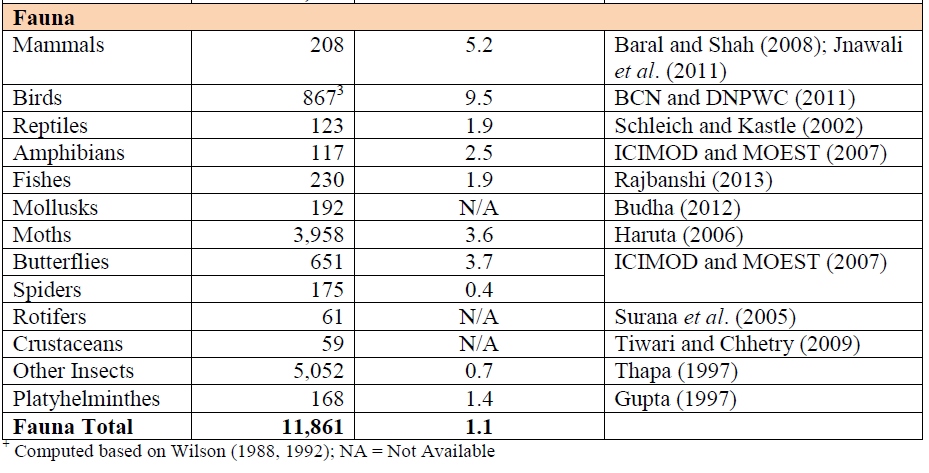 Fauna
Mammals 208 5.2 Baral and Shah (2008); Jnawali
et al. (2011)
Birds 867³ 9.5 BCN and DNPWC (2011)
Reptiles 123 1.9 Schleich and Kastle (2002)
Amphibians 117 2.5 ICIMOD and MOEST (2007)
Fishes 230 1.9 Rajbanshi (2013)
Mollusks 192 N/A Budha (2012)
Moths 3,958 3.6 Haruta (2006)
Butterflies 651 3.7 ICIMOD and MOEST (2007)
Spiders 175 0.4
Rotifers 61 N/A Surana et al. (2005)
Crustaceans 59 N/A Tiwari and Chhetry (2009)
Other Insects 5,052 0.7 Thapa (1997)
Platyhelminthes 168 1.4 Gupta (1997)
Fauna Total 11,861 1.1
⁺ Computed based on Wilson (1988, 1992); NA = Not Available